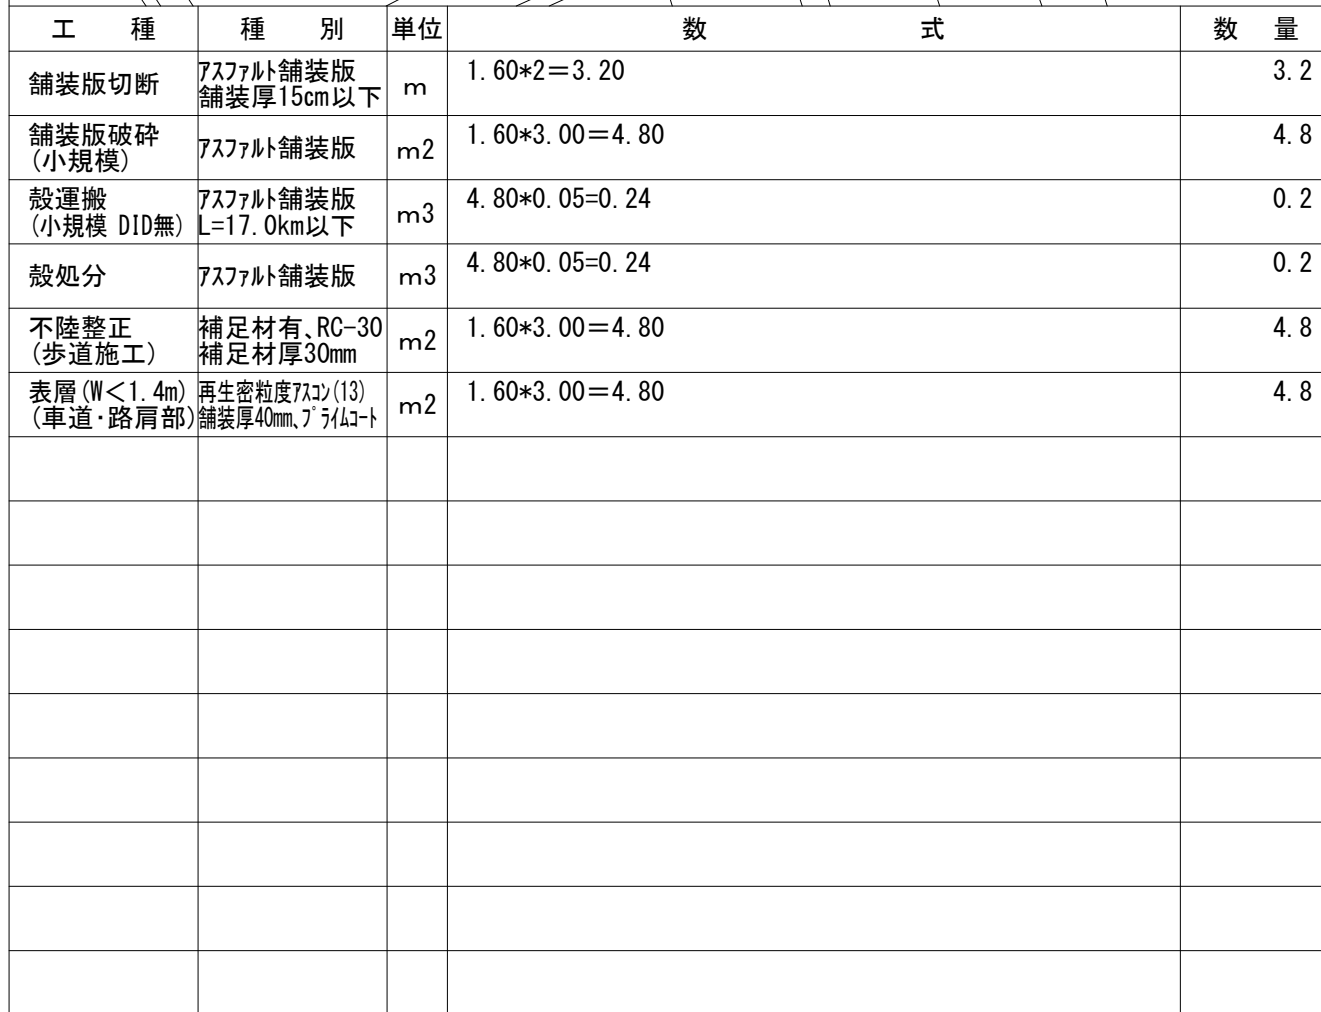 工 種 種 別 単位 数 式 数 量
舗装版切断 ｱｽﾌｧﾙﾄ舗装版 舗装厚15cm以下 m 1.60*2＝3.20 3.2
舗装版破砕 (小規模) ｱｽﾌｧﾙﾄ舗装版 m2 1.60*3.00＝4.80 4.8
殻運搬 (小規模 DID無) ｱｽﾌｧﾙﾄ舗装版 L=17.0km以下 m3 4.80*0.05=0.24 0.2
殻処分 ｱｽﾌｧﾙﾄ舗装版 m3 4.80*0.05=0.24 0.2
不陸整正 (歩道施工) 補足材有､RC-30 補足材厚30mm m2 1.60*3.00＝4.80 4.8
表層(W＜1.4m) (車道･路肩部) 再生密粒度ｱｽｺﾝ(13) 舗装厚40mm､ﾌﾟﾗｲﾑｺｰﾄ m2 1.60*3.00＝4.80 4.8